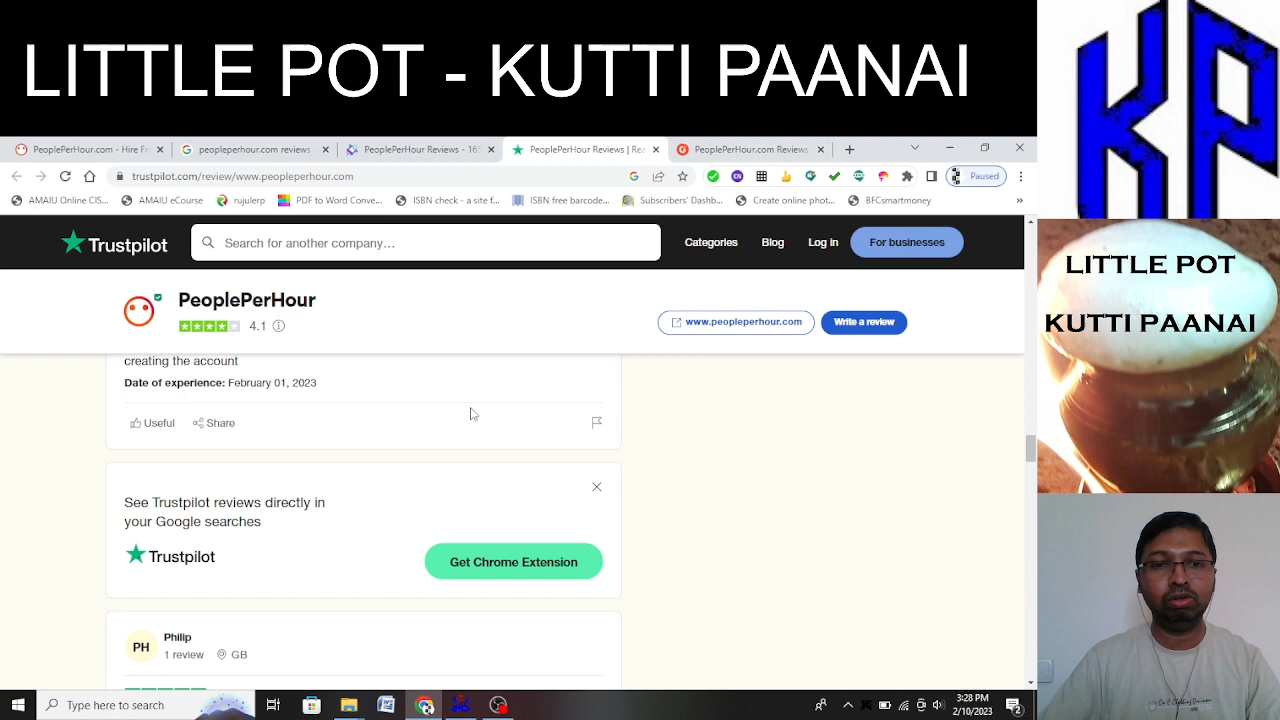 LITTLE POT - KUTTI PAANAI
KP
PeoplePerHour.com - Hire Fr
peopleperhour.com reviews
PeoplePerHour Reviews - 165
PeoplePerHour Reviews | Rea
PeoplePerHour.com Reviews
trustpilot.com/review/www.peopleperhour.com
Paused
AMAIU Online CIS...
AMAIU eCourse
rujulerp
PDF to Word Conve...
ISBN check - a site f...
ISBN free barcode...
Subscribers' Dashb...
Create online phot...
BFCsmartmoney
Trustpilot
Search for another company...
Categories
Blog
Log in
For businesses
PeoplePerHour
4.1
www.peopleperhour.com
Write a review
LITTLE POT
KUTTI PAANAI
creating the account
Date of experience: February 01, 2023
Useful
Share
See Trustpilot reviews directly in
your Google searches
Trustpilot
Get Chrome Extension
PH
Philip
1 review
GB
Type here to search
3:28 PM
2/10/2023
2